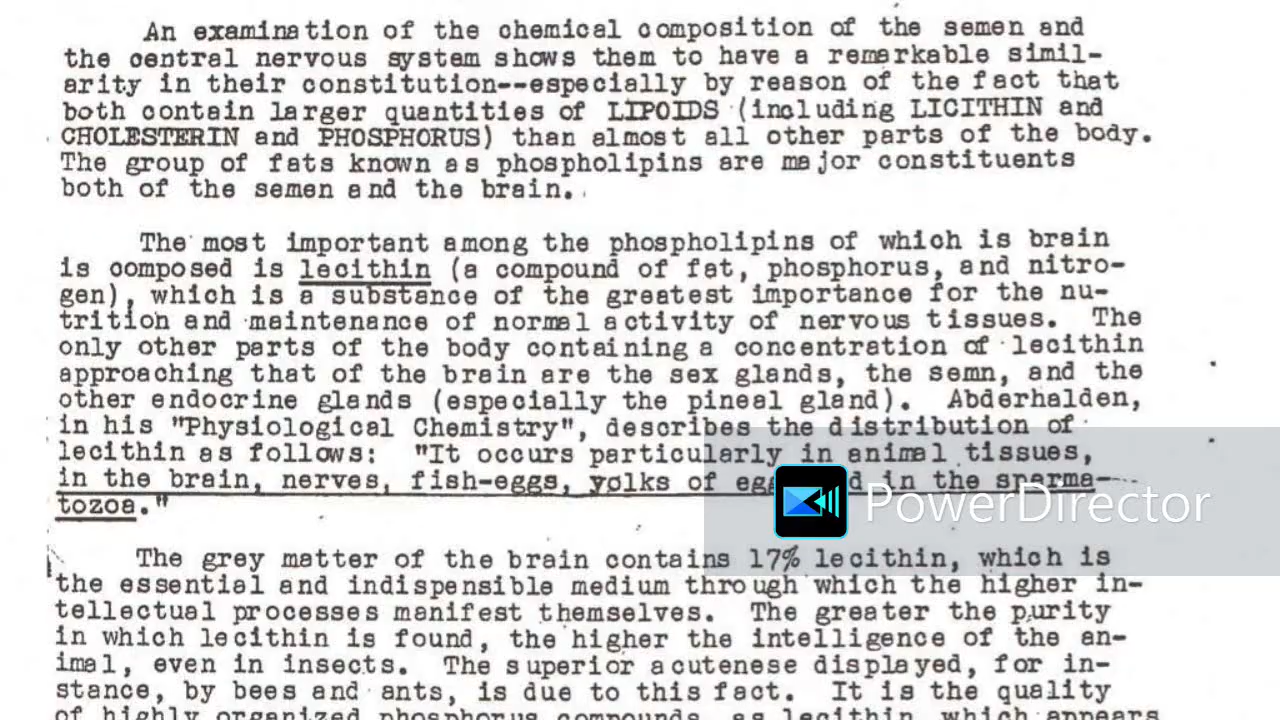 An examination of the chemical composition of the semen and
the central nervous system shows them to have a remarkable simil-
arity in their constitution--especially by reason of the fact that
both contain larger quantities of LIPOIDS (including LICITHIN and
CHOLESTERIN and PHOSPHORUS) than almost all other parts of the body.
The group of fats known as phospholipins are major constituents
both of the semen and the brain.
The most important among the phospholipins of which is brain
is composed is lecithin (a compound of fat, phosphorus, and nitro-
gen), which is a substance of the greatest importance for the nu-
trition and maintenance of normal activity of nervous tissues. The
only other parts of the body containing a concentration of lecithin
approaching that of the brain are the sex glands, the semn, and the
other endocrine glands (especially the pineal gland). Abderhalden,
in his "Physiological Chemistry", describes the distribution of
lecithin as follows: "It occurs particularly in animal tissues,
in the brain, nerves, fish-eggs, yolks of in the sperma-
tozoa."
PowerDirector
The grey matter of the brain contains 17% lecithin, which is
the essential and indispensible medium through which the higher in-
tellectual processes manifest themselves. The greater the purity
in which lecithin is found, the higher the intelligence of the an-
imal, even in insects. The superior acutenese displayed, for in-
stance, by bees and ants, is due to this fact. It is the quality
of highly organized phosphorus compounds, as lecithin, which appears